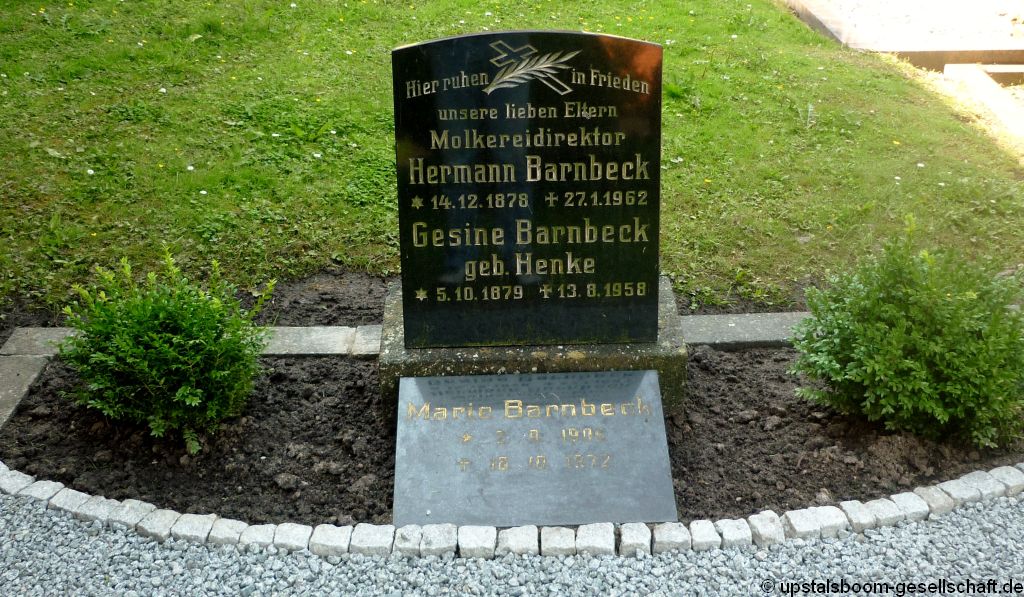 Hier ruhen in Frieden
unsere lieben Eltern
Molkereidirektor
Hermann Barnbeck
* 14.12.1878 ✝ 27.1.1962
Gesine Barnbeck
geb. Henke
* 5.10.1879 ✝ 13.8.1958
Marie Barnbeck
© upstalsboom-gesellschaft.de